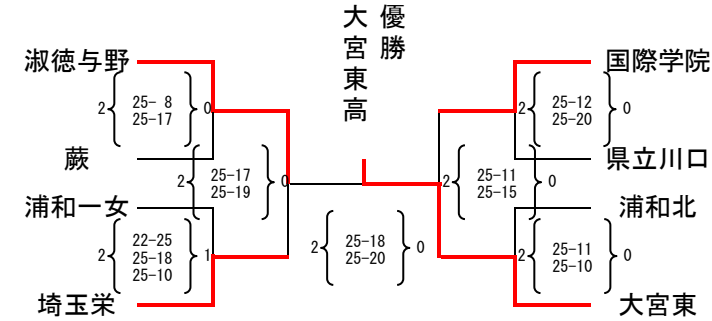 優勝
大宮東高
淑徳与野
国際学院
2 25- 8 0
25-17
2 25-12 0
25-20
蕨
県立川口
2 25-17 0
25-19
2 25-11 0
25-15
浦和一女
浦和北
2 22-25 1
25-18
25-10
2 25-18 0
25-20
2 25-11 0
25-10
埼玉栄
大宮東